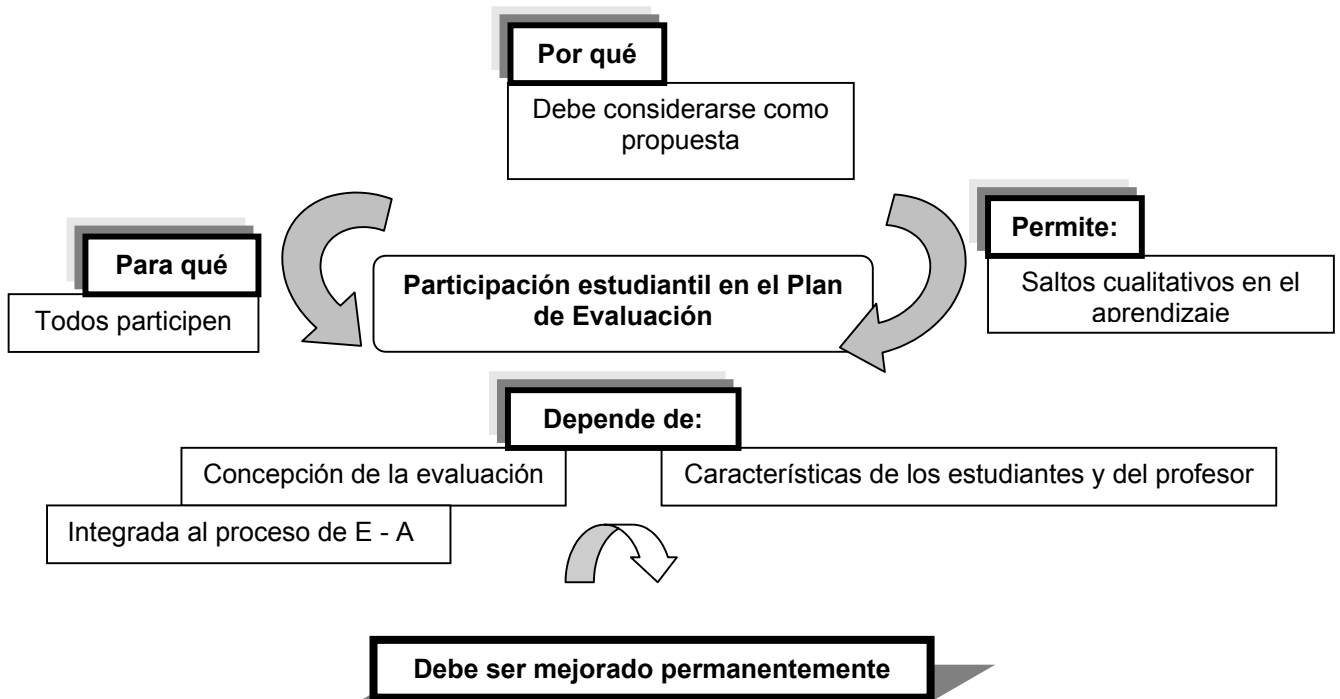 Por qué
Debe considerarse como
propuesta
Para qué
Todos participen
Permite:
Saltos cualitativos en el
aprendizaje
Participación estudiantil en el Plan
de Evaluación
Depende de:
Concepción de la evaluación
Características de los estudiantes y del profesor
Integrada al proceso de E - A
Debe ser mejorado permanentemente